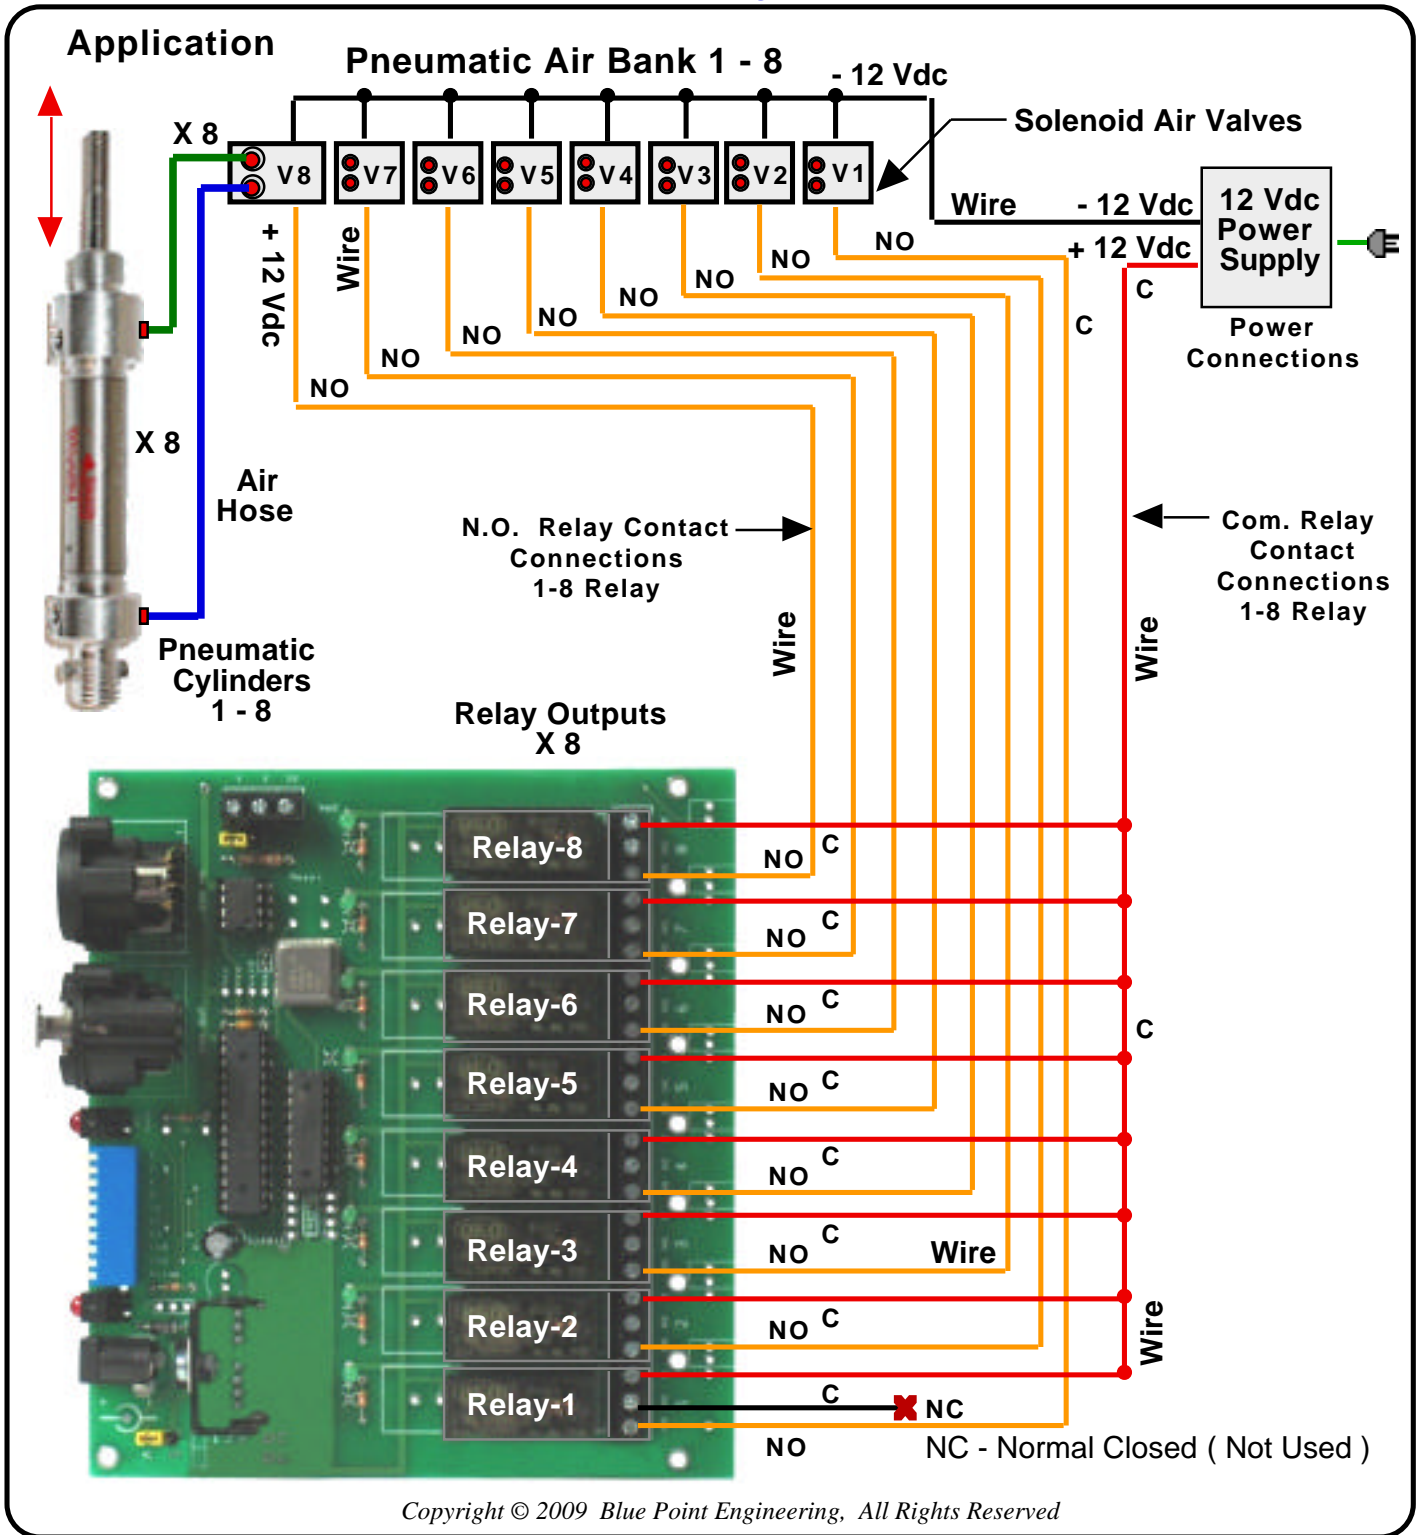 Application
Pneumatic Air Bank 1 - 8
- 12 Vdc
Solenoid Air Valves
X 8
V8
V7
V6
V5
V4
V3
V2
V1
Wire
- 12 Vdc
+ 12 Vdc
12 Vdc
Power
Supply
Power
Connections
C
C
+ 12 Vdc
Wire
NO
NO
NO
NO
NO
NO
NO
NO
X 8
Air
Hose
N.O. Relay Contact
Connections
1-8 Relay
Com. Relay
Contact
Connections
1-8 Relay
Wire
Wire
Pneumatic
Cylinders
1 - 8
Relay Outputs
X 8
Relay-8
C
NO
Relay-7
C
NO
Relay-6
C
NO
C
Relay-5
C
NO
Relay-4
C
NO
Relay-3
C
NO
Wire
Relay-2
C
NO
Wire
Relay-1
C
NC
NO
NC - Normal Closed ( Not Used )
Copyright © 2009 Blue Point Engineering, All Rights Reserved